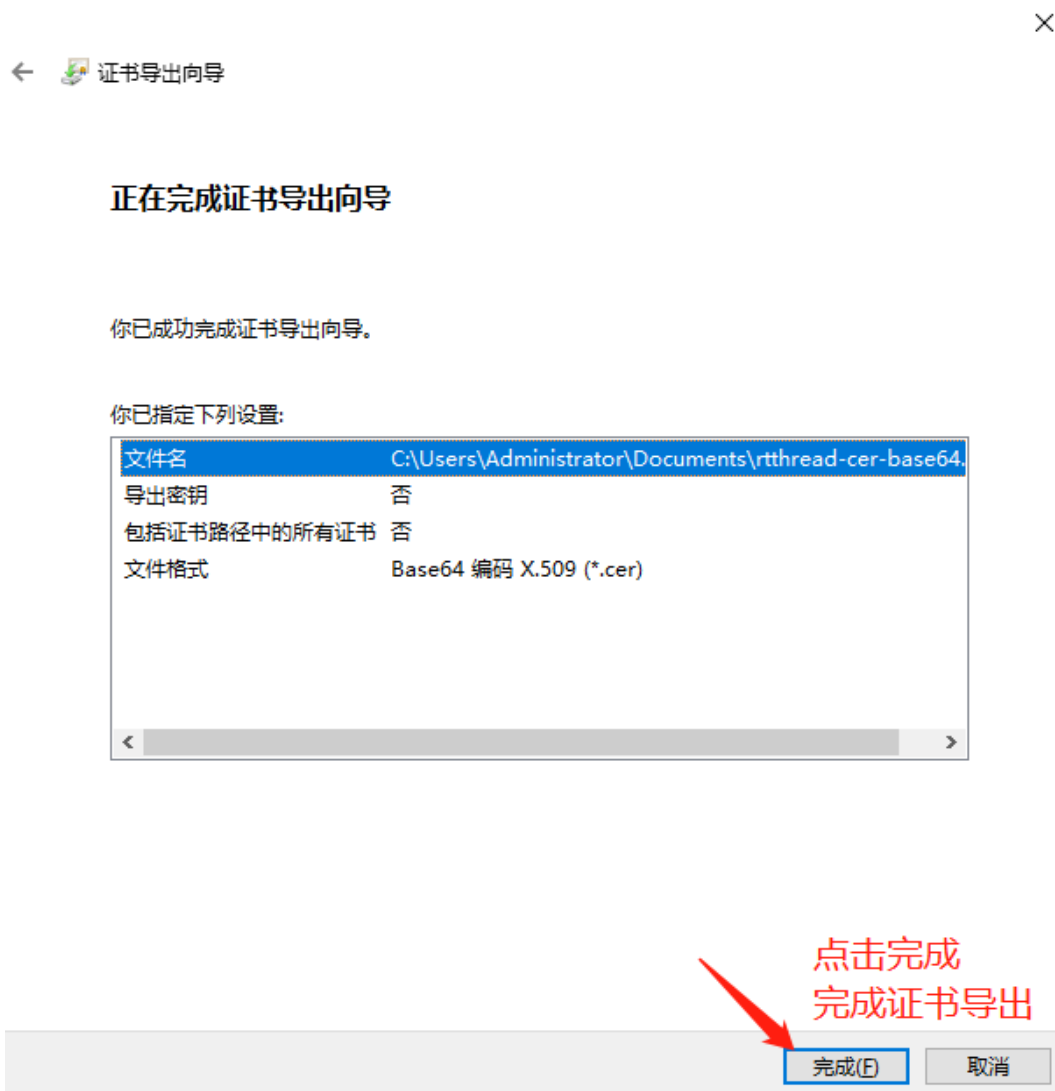 证书导出向导
正在完成证书导出向导
你已成功完成证书导出向导。
你已指定下列设置:
文件名 C:\Users\Administrator\Documents\rtthread-cer-base64.
导出密钥 否
包括证书路径中的所有证书 否
文件格式 Base64 编码 X.509 (*.cer)
点击完成
完成证书导出
完成(F) 取消